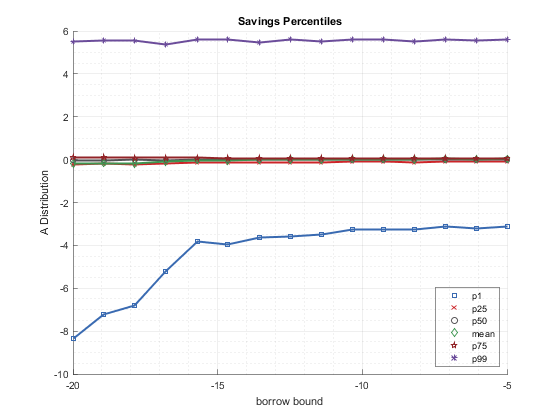 Savings Percentiles
6
4
2
0
-2
-4
-6
-8
-10
A Distribution
-20
-15
-10
-5
borrow bound
p1
p25
p50
mean
p75
p99